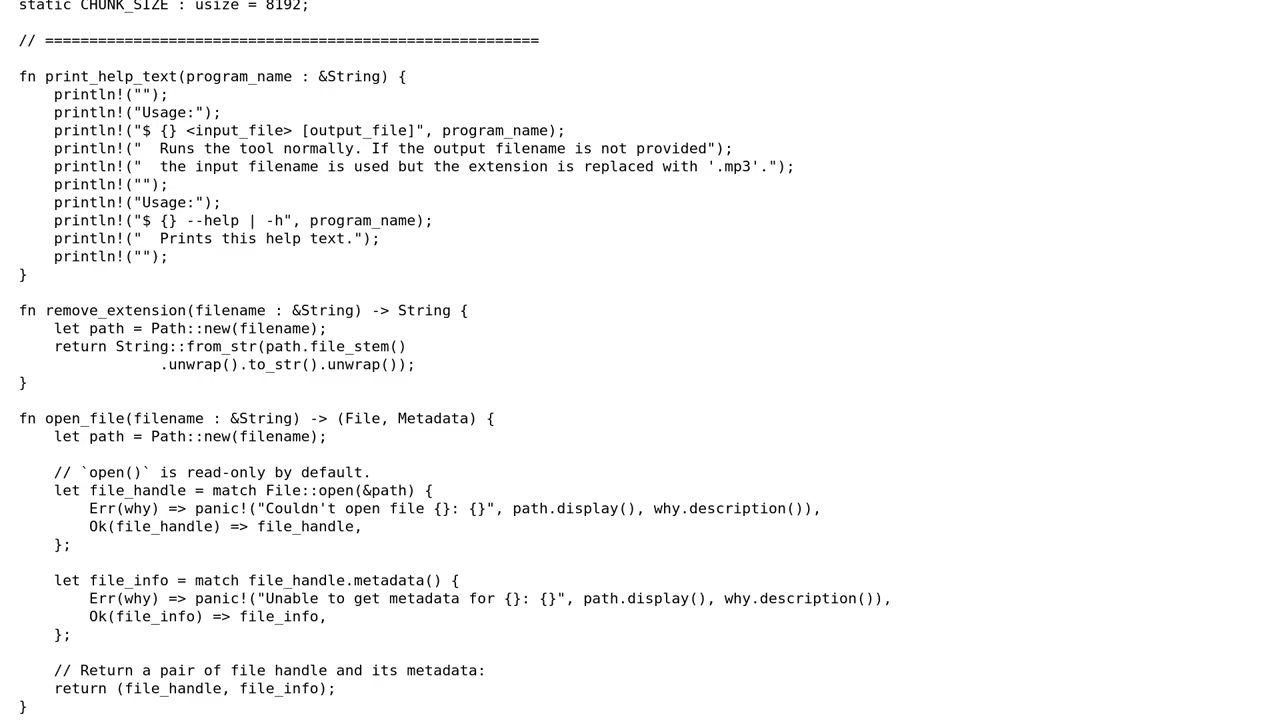 static CHUNK_SIZE : usize = 8192;

// ========================================================

fn print_help_text(program_name : &String) {
    println!("");
    println!("Usage:");
    println!("$ {} <input_file> [output_file]", program_name);
    println!("  Runs the tool normally. If the output filename is not provided");
    println!("  the input filename is used but the extension is replaced with '.mp3'.");
    println!("");
    println!("Usage:");
    println!("$ {} --help | -h", program_name);
    println!("  Prints this help text.");
    println!("");
}

fn remove_extension(filename : &String) -> String {
    let path = Path::new(filename);
    return String::from_str(path.file_stem()
                .unwrap().to_str().unwrap());
}

fn open_file(filename : &String) -> (File, Metadata) {
    let path = Path::new(filename);

    // `open()` is read-only by default.
    let file_handle = match File::open(&path) {
        Err(why) => panic!("Couldn't open file {}: {}", path.display(), why.description()),
        Ok(file_handle) => file_handle,
    };

    let file_info = match file_handle.metadata() {
        Err(why) => panic!("Unable to get metadata for {}: {}", path.display(), why.description()),
        Ok(file_info) => file_info,
    };

    // Return a pair of file handle and its metadata:
    return (file_handle, file_info);
}